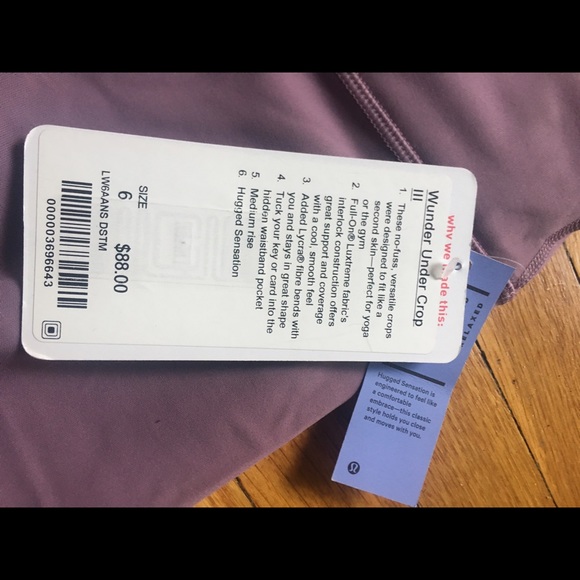 why we made this:
Wunder Under Crop
III
1. These no-fuss, versatile crops
were designed to fit like a
second skin—perfect for yoga
or the gym
2. Full-On® Luxtreme fabric's
interlock construction offers
great support and coverage
with a cool, smooth feel
3. Added Lycra® fibre bends with
you and stays in great shape
4. Tuck your key or card into the
hidden waistband pocket
5. Medium rise
6. Hugged Sensation
SIZE
6 $88.00
LW6AANS DSTM
000003696643
RELAXED
Hugged Sensation is
engineered to feel like
a comfortable
embrace—this classic
style holds you close
and moves with you.